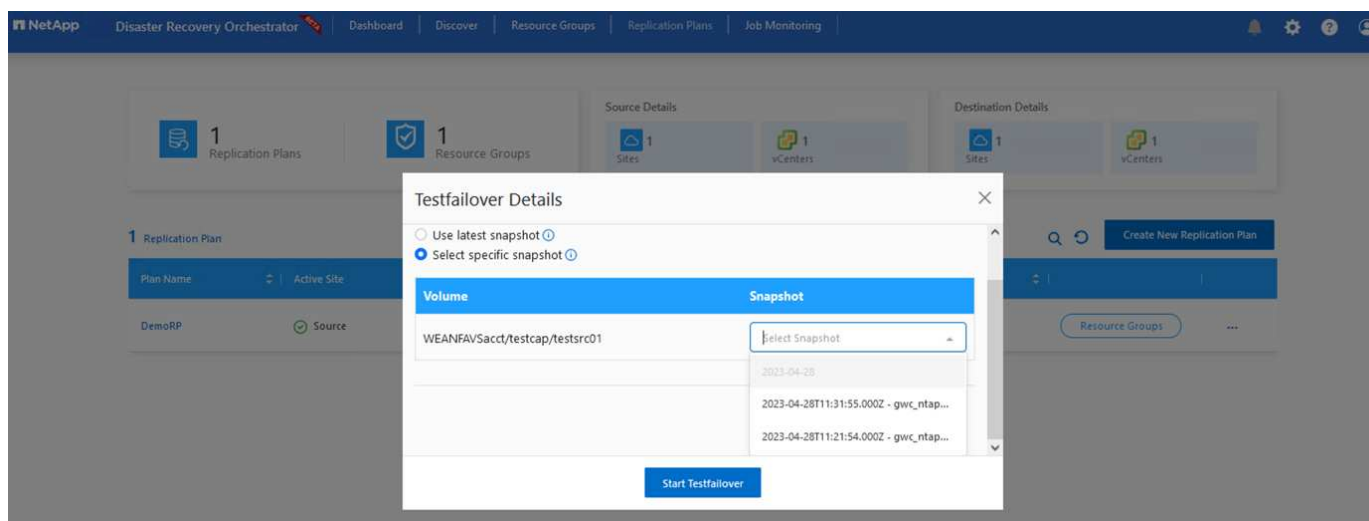 NetApp Disaster Recovery Orchestrator Dashboard Discover Resource Groups Replication Plans Job Monitoring
Source Details Destination Details
1 1 1 1 1 1
Replication Plans Resource Groups Sites vCenters Sites vCenters
Testfailover Details
Use latest snapshot
Select specific snapshot
1 Replication Plan Create New Replication Plan
Plan Name Active Site
Volume Snapshot
DemoRP Source WEANFAVSacct/testcap/testsrc01 Select Snapshot Resource Groups ...
2023-04-28
2023-04-28T11:31:55.000Z - gwc_ntap...
2023-04-28T11:21:54.000Z - gwc_ntap...
Start Testfailover